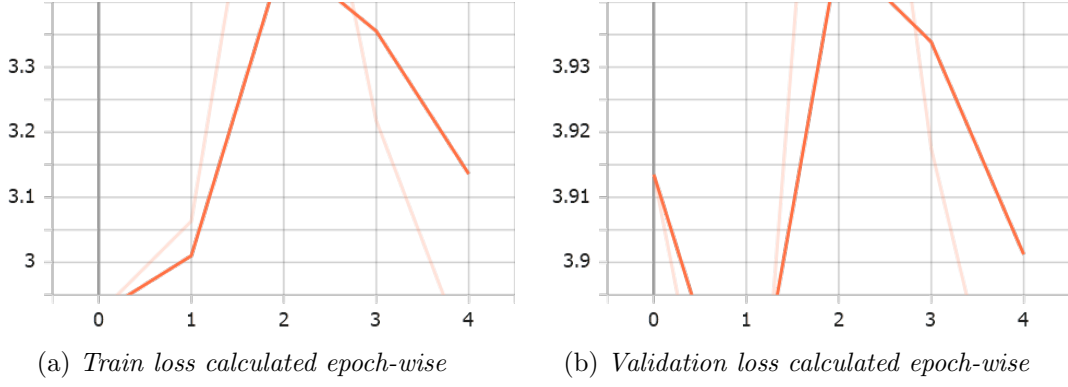 3.3
3.2
3.1
3
0 1 2 3 4
(a) Train loss calculated epoch-wise
3.93
3.92
3.91
3.9
0 1 2 3 4
(b) Validation loss calculated epoch-wise